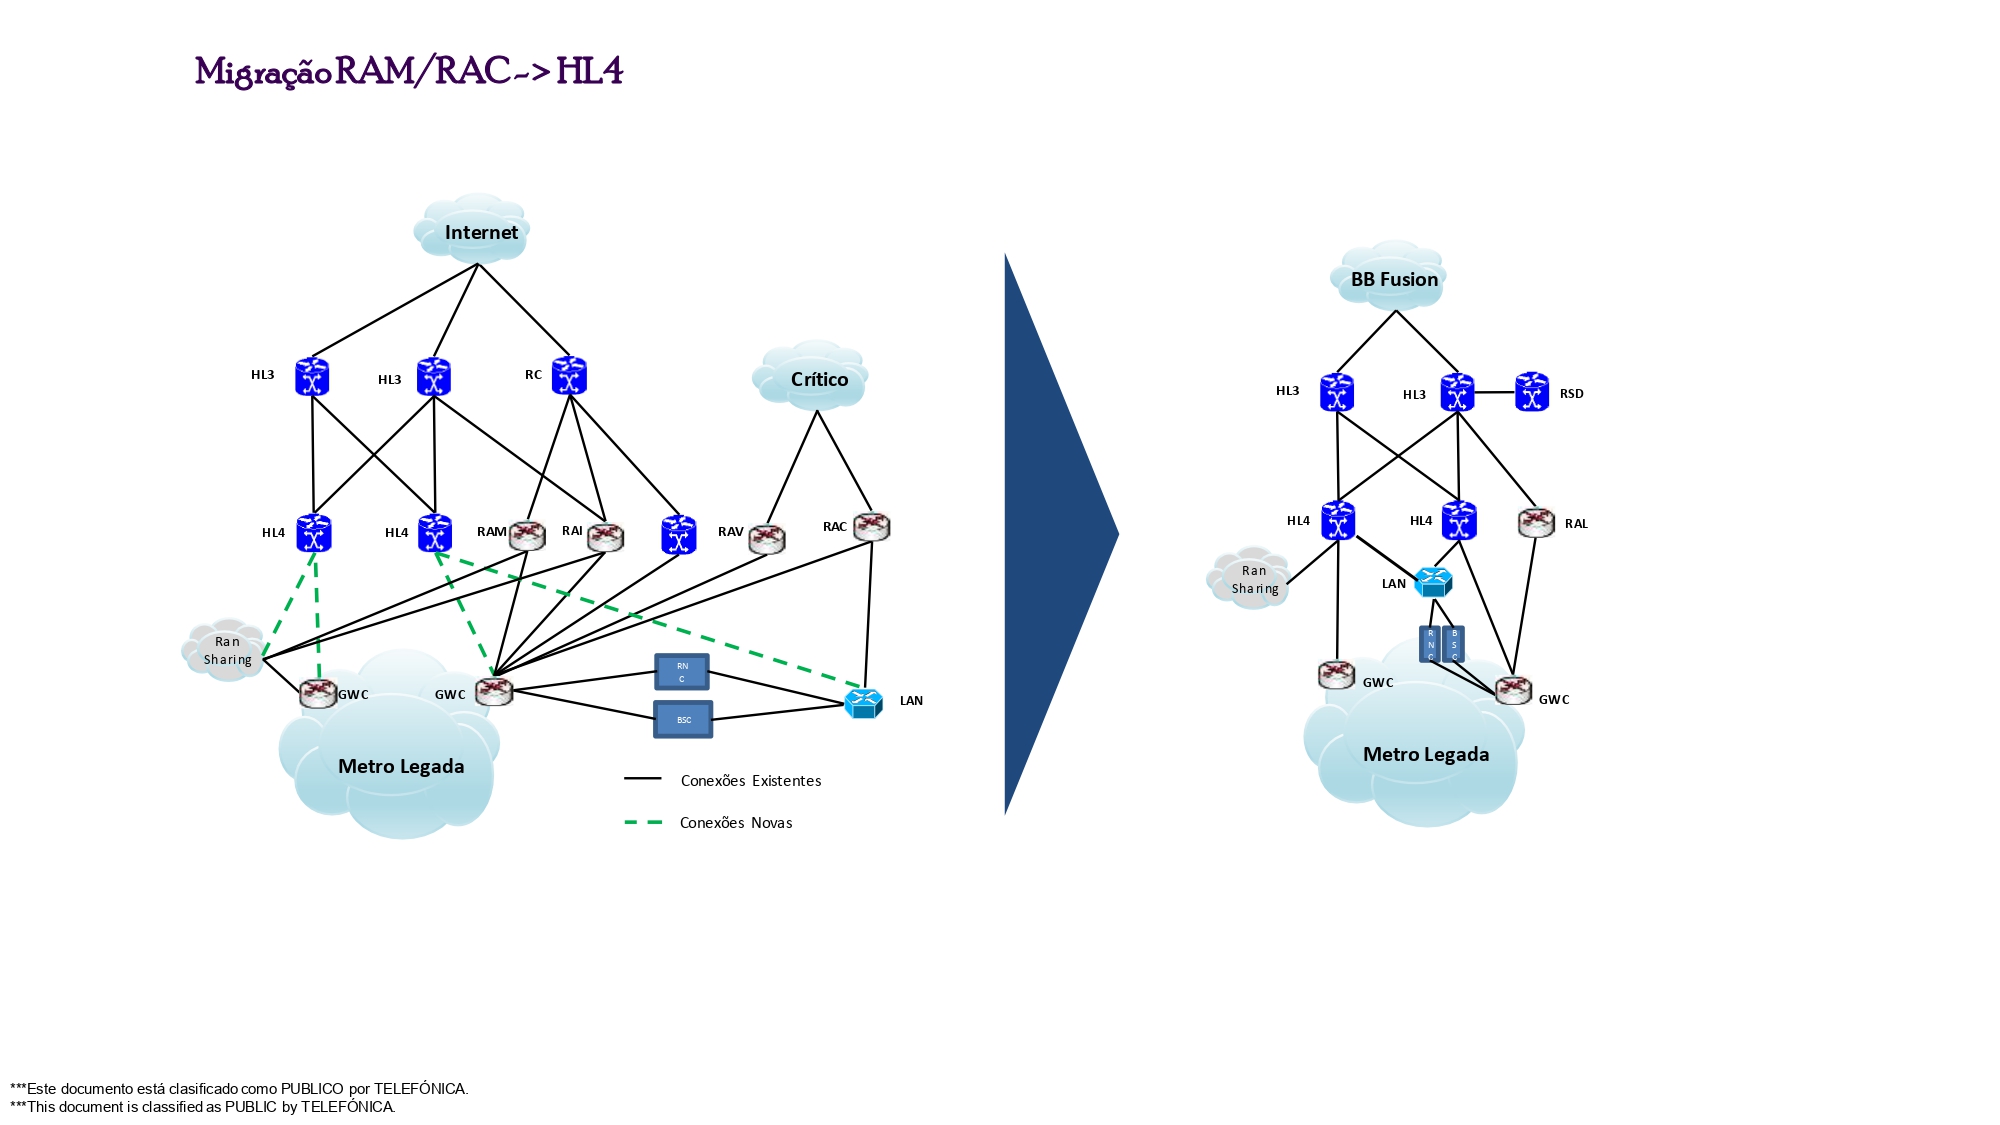 Migração RAM/RAC -> HL4
Internet
HL3
HL3
RC
Crítico
HL4
HL4
RAM
RAI
RAV
RAC
Ran
Sharing
GWC
GWC
RN
C
BSC
LAN
Metro Legada
Conexões Existentes
Conexões Novas
BB Fusion
HL3
HL3
RSD
HL4
HL4
RAL
Ran
Sharing
LAN
R
N
C
B
S
C
GWC
GWC
Metro Legada
***Este documento está clasificado como PUBLICO por TELEFÓNICA.
***This document is classified as PUBLIC by TELEFÓNICA.